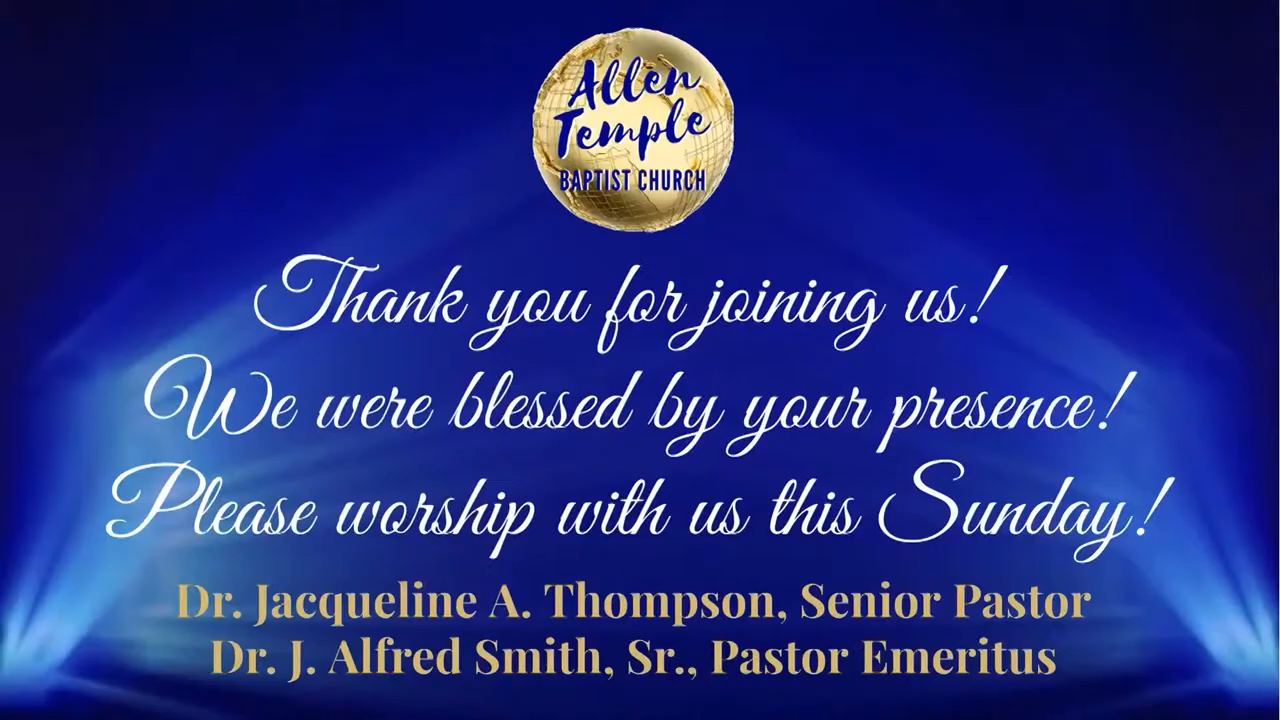 Allen
Temple
BAPTIST CHURCH
Thank you for joining us!
We were blessed by your presence!
Please worship with us this Sunday!
Dr. Jacqueline A. Thompson, Senior Pastor
Dr. J. Alfred Smith, Sr., Pastor Emeritus